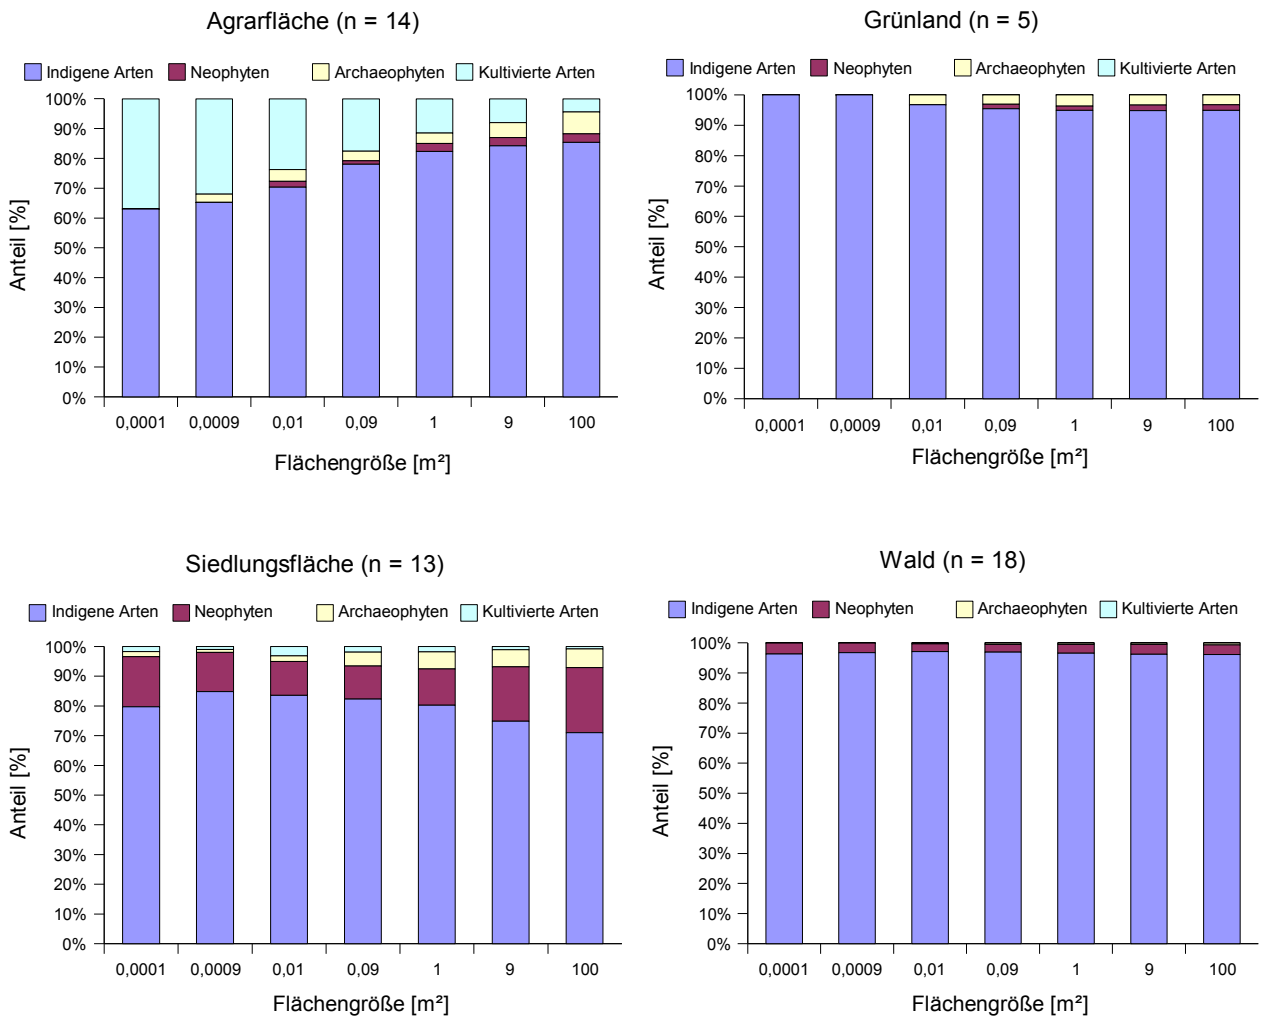 Agrarfläche (n = 14)
Indigene Arten Neophyten Archaeophyten Kultivierte Arten
100%
90%
80%
70%
60%
50%
40%
30%
20%
10%
0%
Anteil [%]
0,0001 0,0009 0,01 0,09 1 9 100
Flächengröße [m²]
Grünland (n = 5)
Indigene Arten Neophyten Archaeophyten Kultivierte Arten
100%
90%
80%
70%
60%
50%
40%
30%
20%
10%
0%
Anteil [%]
0,0001 0,0009 0,01 0,09 1 9 100
Flächengröße [m²]
Siedlungsfläche (n = 13)
Indigene Arten Neophyten Archaeophyten Kultivierte Arten
100%
90%
80%
70%
60%
50%
40%
30%
20%
10%
0%
Anteil [%]
0,0001 0,0009 0,01 0,09 1 9 100
Flächengröße [m²]
Wald (n = 18)
Indigene Arten Neophyten Archaeophyten Kultivierte Arten
100%
90%
80%
70%
60%
50%
40%
30%
20%
10%
0%
Anteil [%]
0,0001 0,0009 0,01 0,09 1 9 100
Flächengröße [m²]